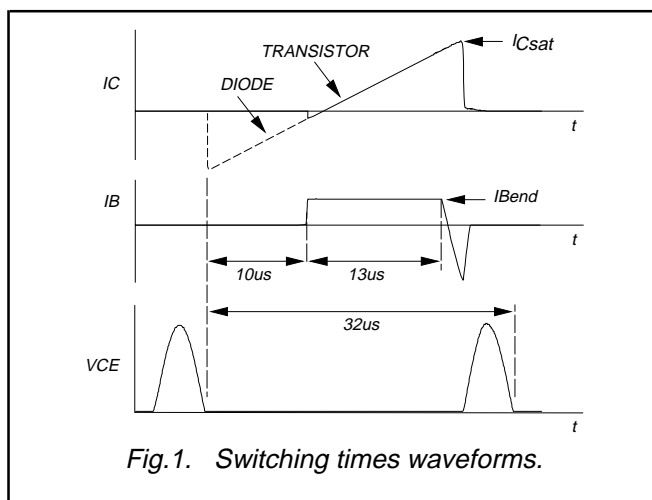 ICsat
TRANSISTOR
IC
DIODE
t
IB
IBend
t
10us
13us
32us
VCE
t
Fig.1. Switching times waveforms.